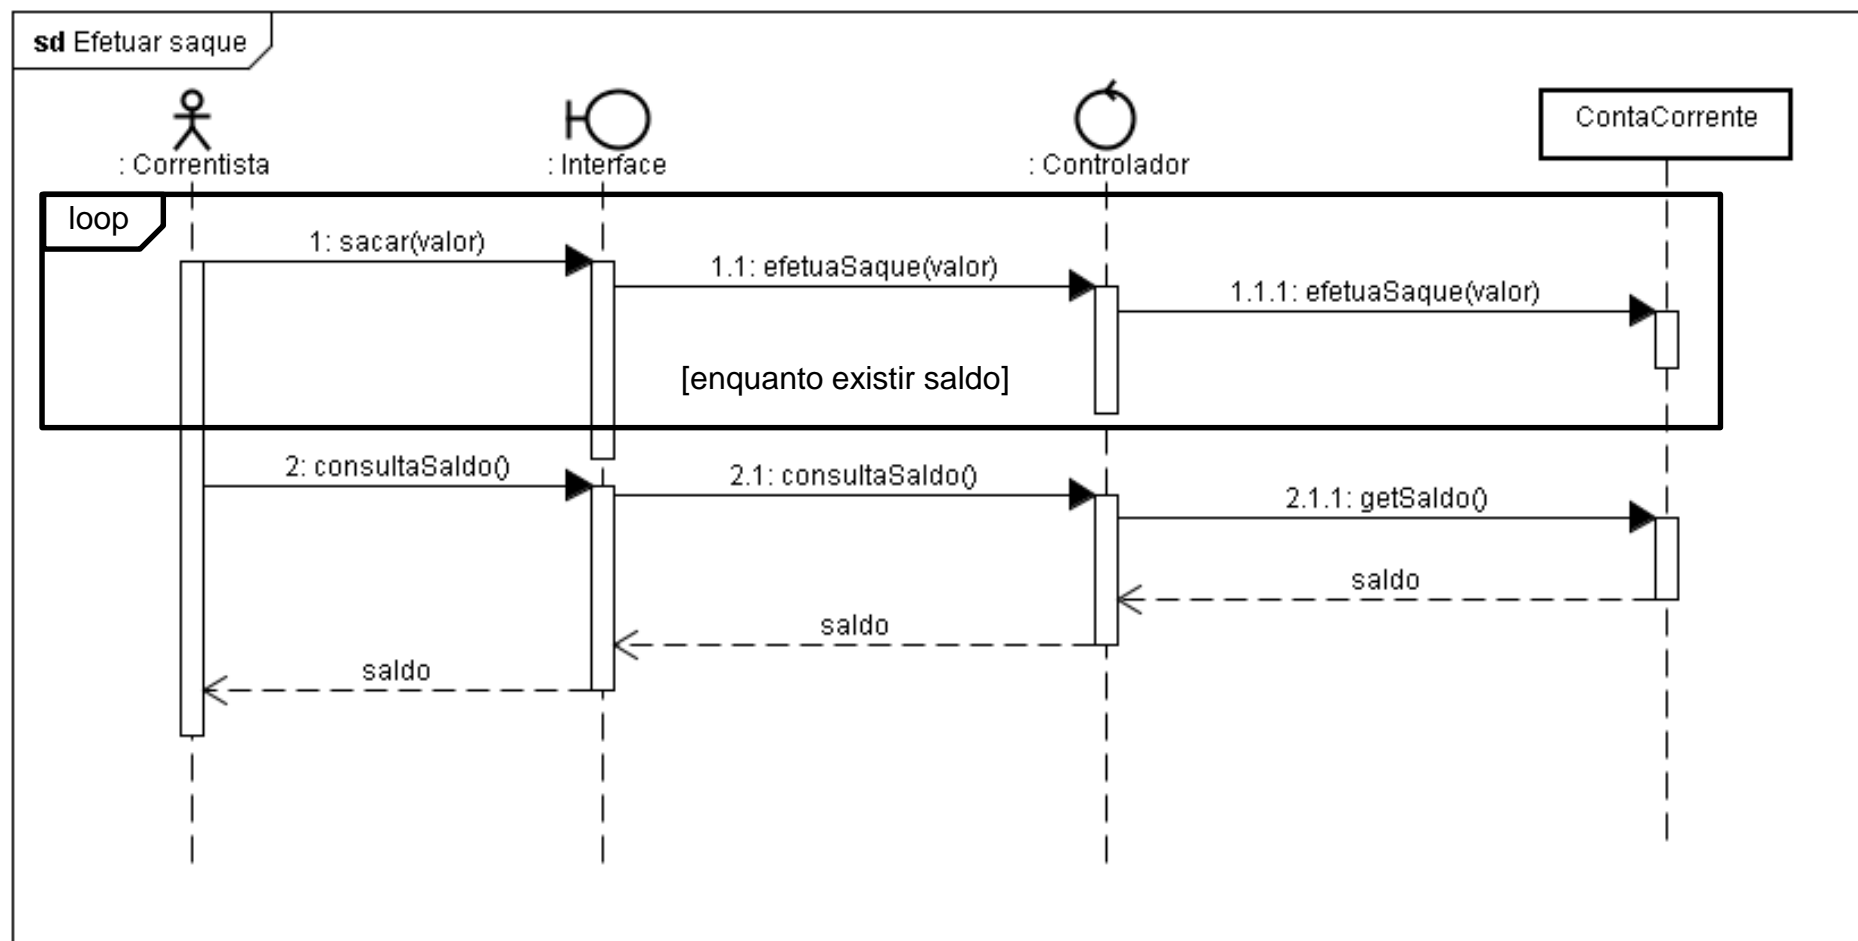 sd Efetuar saque
: Correntista
: Interface
: Controlador
ContaCorrente
loop
1: sacar(valor)
1.1: efetuaSaque(valor)
1.1.1: efetuaSaque(valor)
[enquanto existir saldo]
2: consultaSaldo()
2.1: consultaSaldo()
2.1.1: getSaldo()
saldo
saldo
saldo